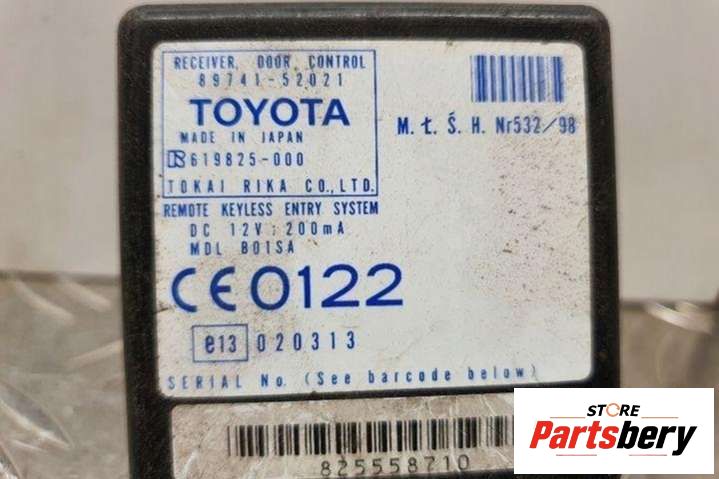 RECEIVER, DOOR CONTROL
89741-52021
TOYOTA
MADE IN JAPAN
619825-000
TOKAI RIKA CO., LTD.
M. Ł. Ś. H. Nr532/98
REMOTE KEYLESS ENTRY SYSTEM
DC 12V: 200mA
MDL B01SA
CE0122
e13 020313
SERIAL No. (See barcode below)
825558710
STORE
Partsbery